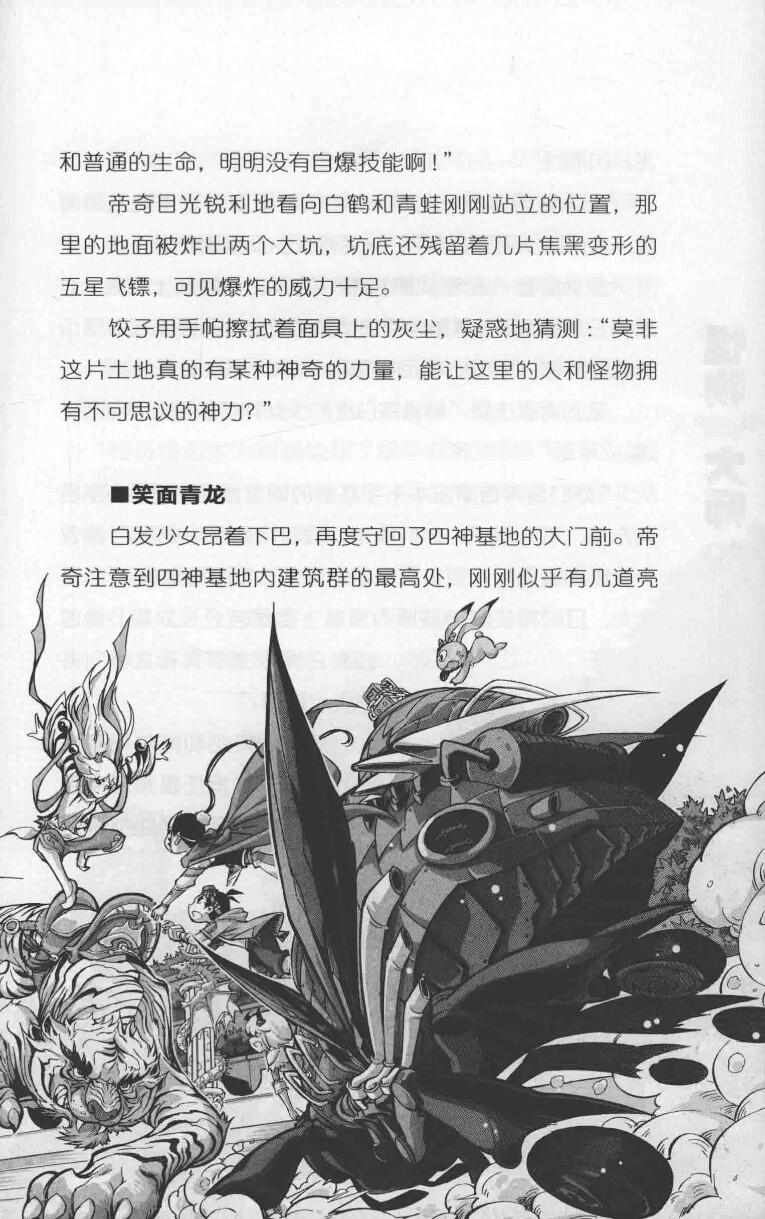 和普通的生命，明明没有自爆技能啊！”
帝奇目光锐利地看向白鹤和青蛙刚刚站立的位置，那
里的地面被炸出两个大坑，坑底还残留着几片焦黑变形的
五星飞镖，可见爆炸的威力十足。
饺子用手帕擦拭着面具上的灰尘，疑惑地猜测：“莫非
这片土地真的有某种神奇的力量，能让这里的人和怪物拥
有不可思议的神力？”
■笑面青龙
白发少女昂着下巴，再度守回了四神基地的大门前。帝
奇注意到四神基地内建筑群的最高处，刚刚似乎有几道亮